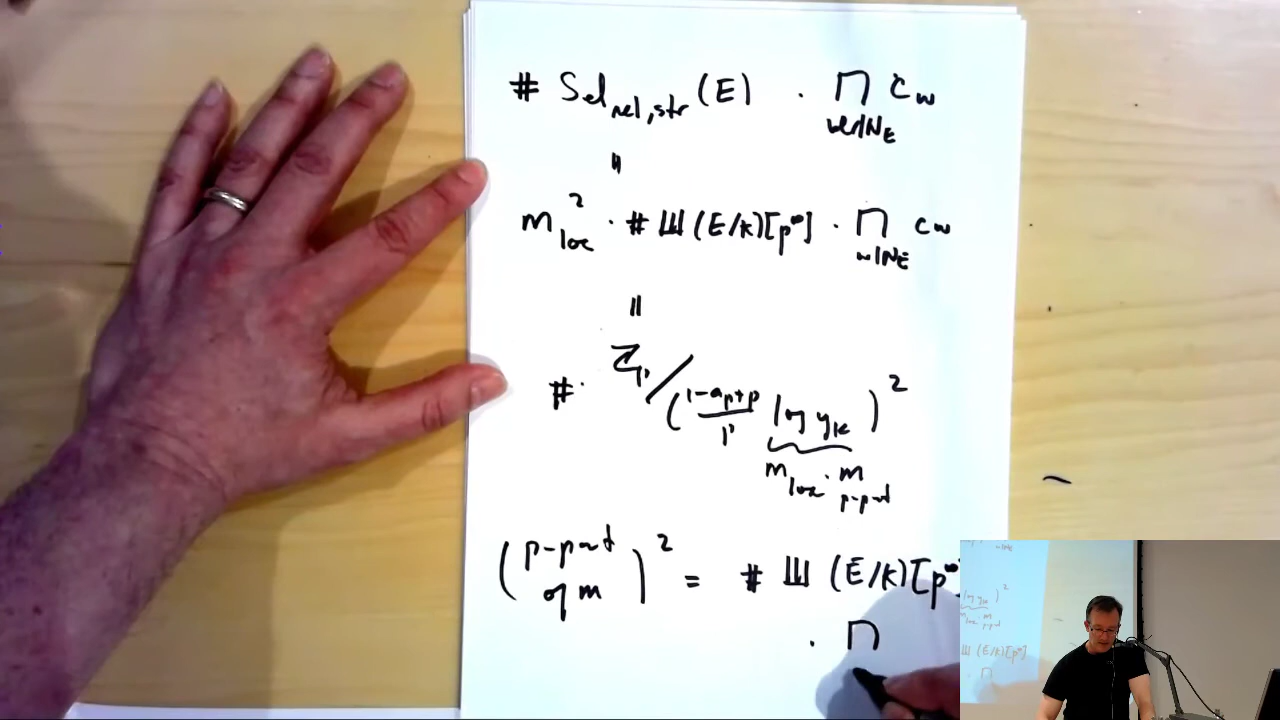 # Sel_{rel,str}(E) · ∏_{w|N_E} c_w
||
m_{loc}^2 · # Ш(E/K)[p^∞] · ∏_{w|N_E} c_w
||
# Z_p / ( (1-a_p+p)/p log y_K )^2
m_{loc} · m
p-part
( p-part of m )^2 = # Ш (E/K)[p^∞]
· ∏